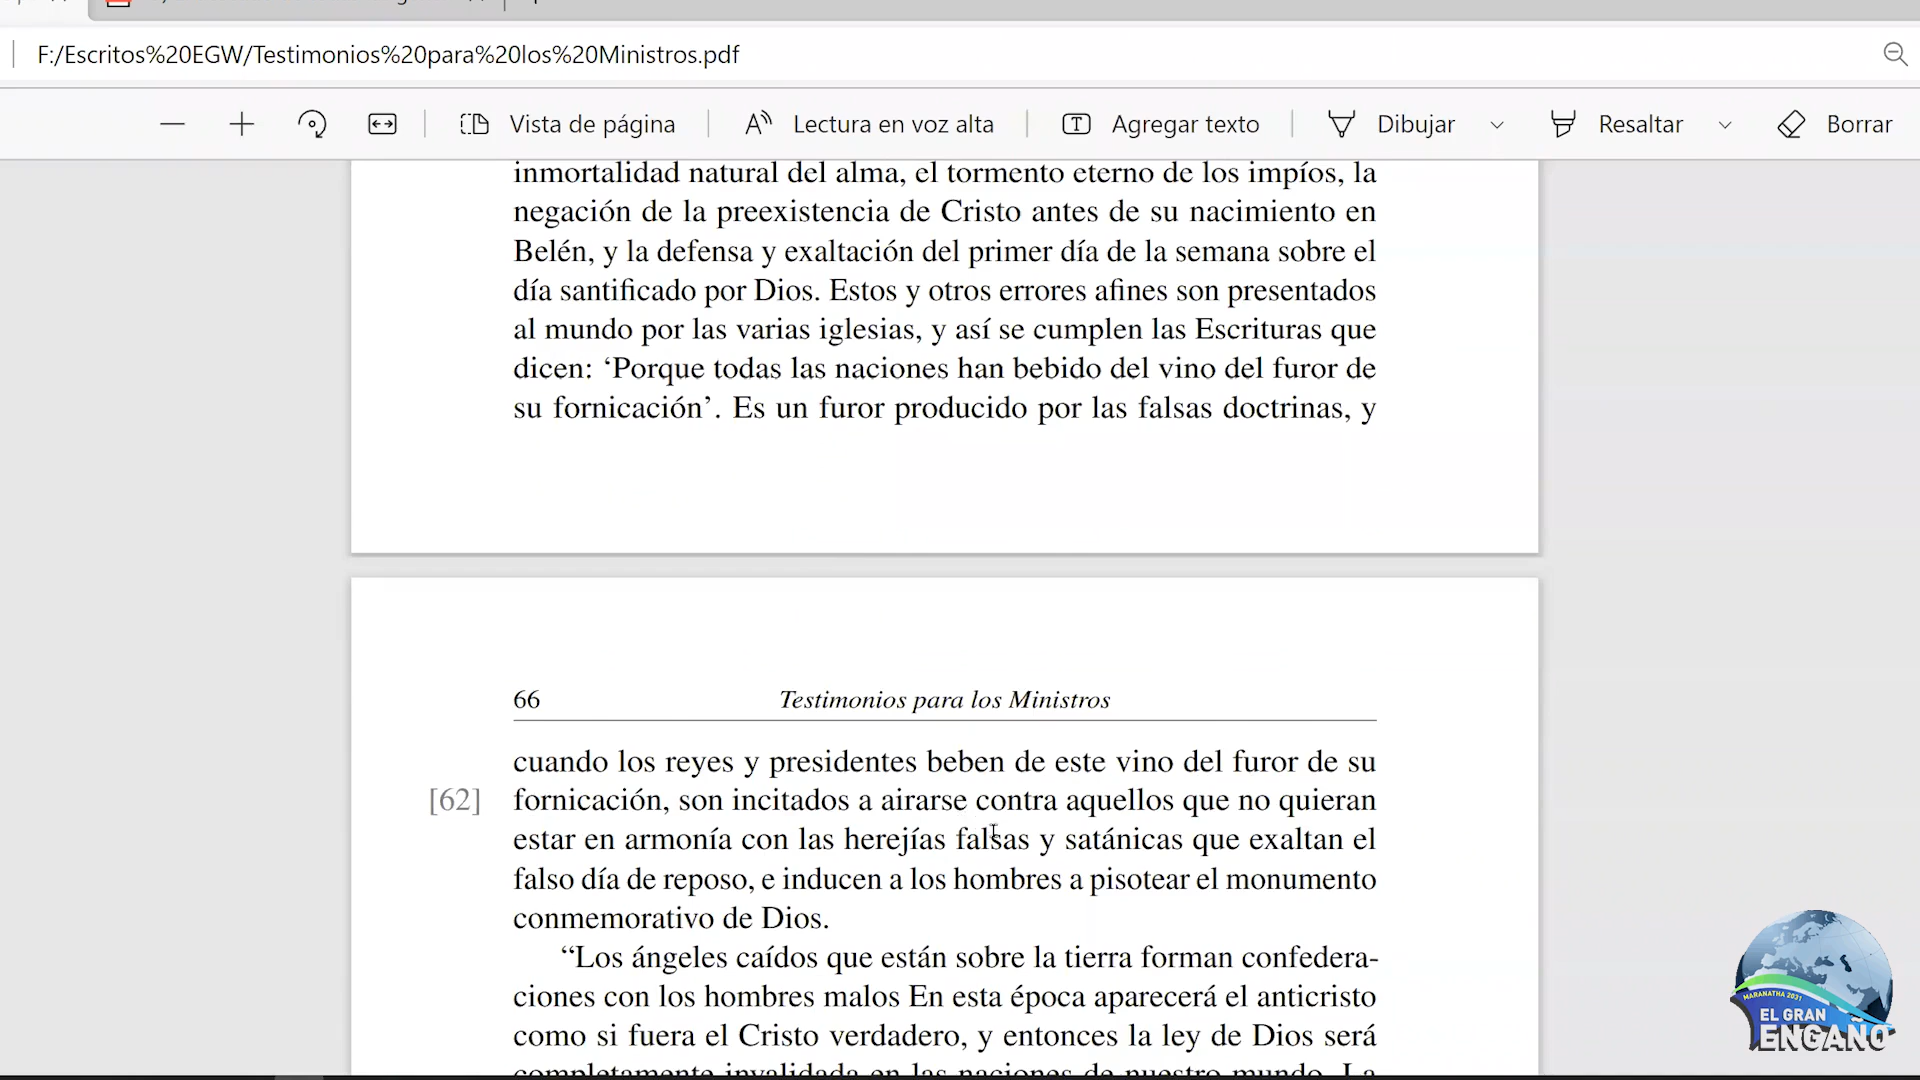 F:/Escritos%20EGW/Testimonios%20para%20los%20Ministros.pdf
Vista de página
Lectura en voz alta
Agregar texto
Dibujar
Resaltar
Borrar
inmortalidad natural del alma, el tormento eterno de los impíos, la
negación de la preexistencia de Cristo antes de su nacimiento en
Belén, y la defensa y exaltación del primer día de la semana sobre el
día santificado por Dios. Estos y otros errores afines son presentados
al mundo por las varias iglesias, y así se cumplen las Escrituras que
dicen: ‘Porque todas las naciones han bebido del vino del furor de
su fornicación’. Es un furor producido por las falsas doctrinas, y
66 Testimonios para los Ministros
cuando los reyes y presidentes beben de este vino del furor de su
[62] fornicación, son incitados a airarse contra aquellos que no quieran
estar en armonía con las herejías falsas y satánicas que exaltan el
falso día de reposo, e inducen a los hombres a pisotear el monumento
conmemorativo de Dios.
“Los ángeles caídos que están sobre la tierra forman confedera-
ciones con los hombres malos En esta época aparecerá el anticristo
como si fuera el Cristo verdadero, y entonces la ley de Dios será
completamente invalidada en las naciones de nuestro mundo. La
MARANATHA 2031
EL GRAN
ENGAÑO